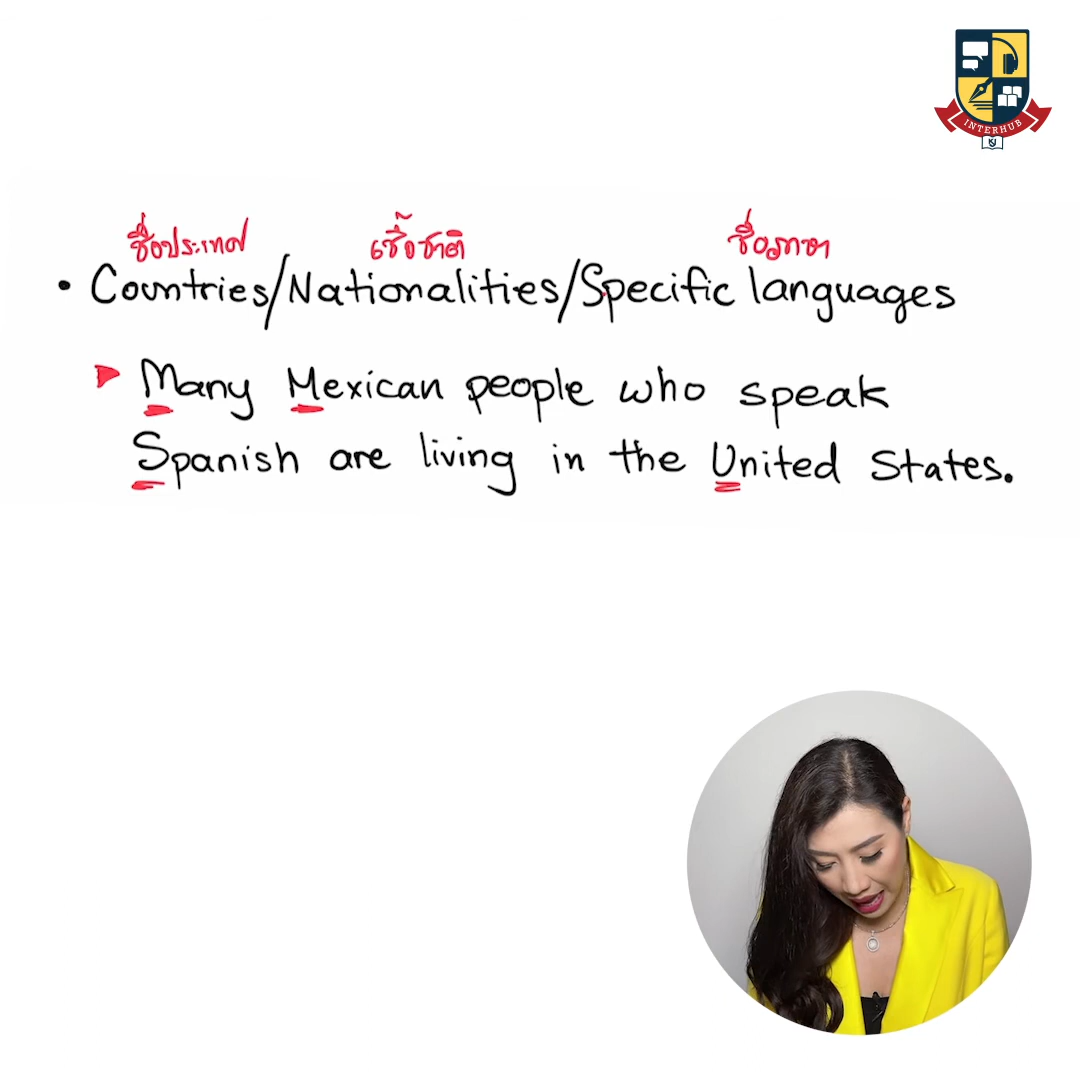 INTERHUB
ชื่อประเทศ เชื้อชาติ ชื่อภาษา
• Countries/Nationalities/Specific languages
Many Mexican people who speak
Spanish are living in the United States.